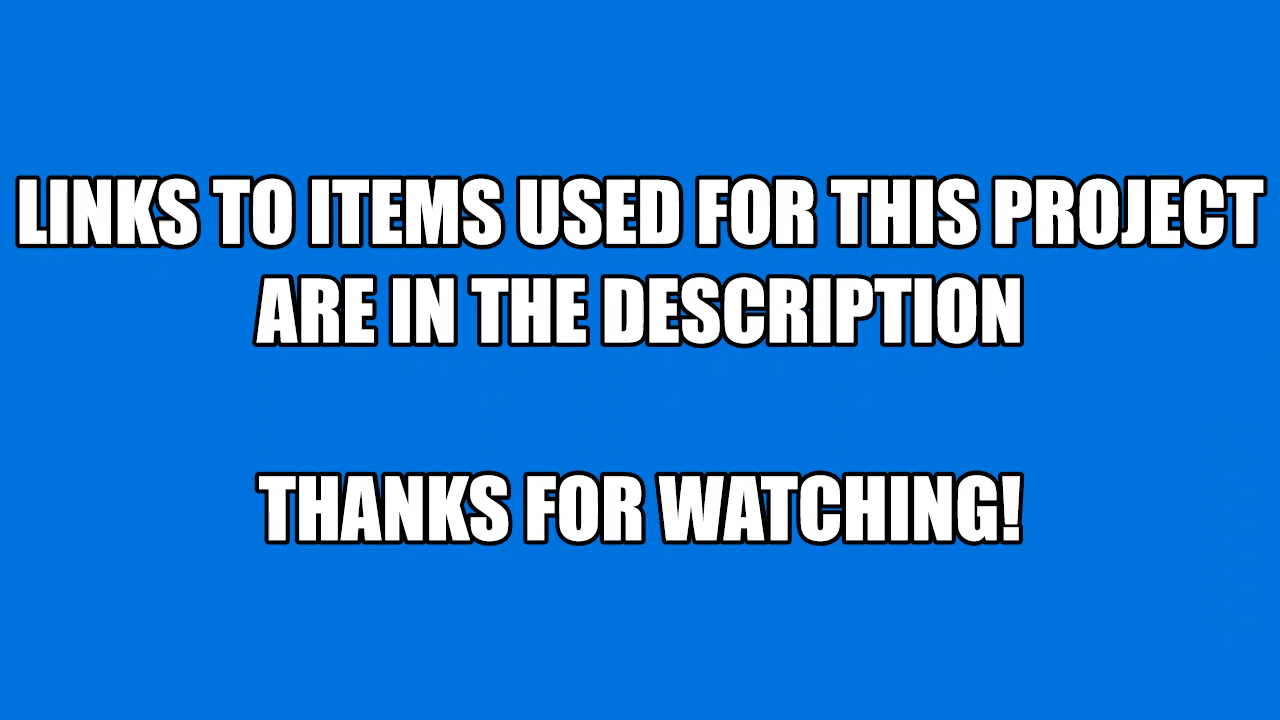 LINKS TO ITEMS USED FOR THIS PROJECT
ARE IN THE DESCRIPTION
THANKS FOR WATCHING!